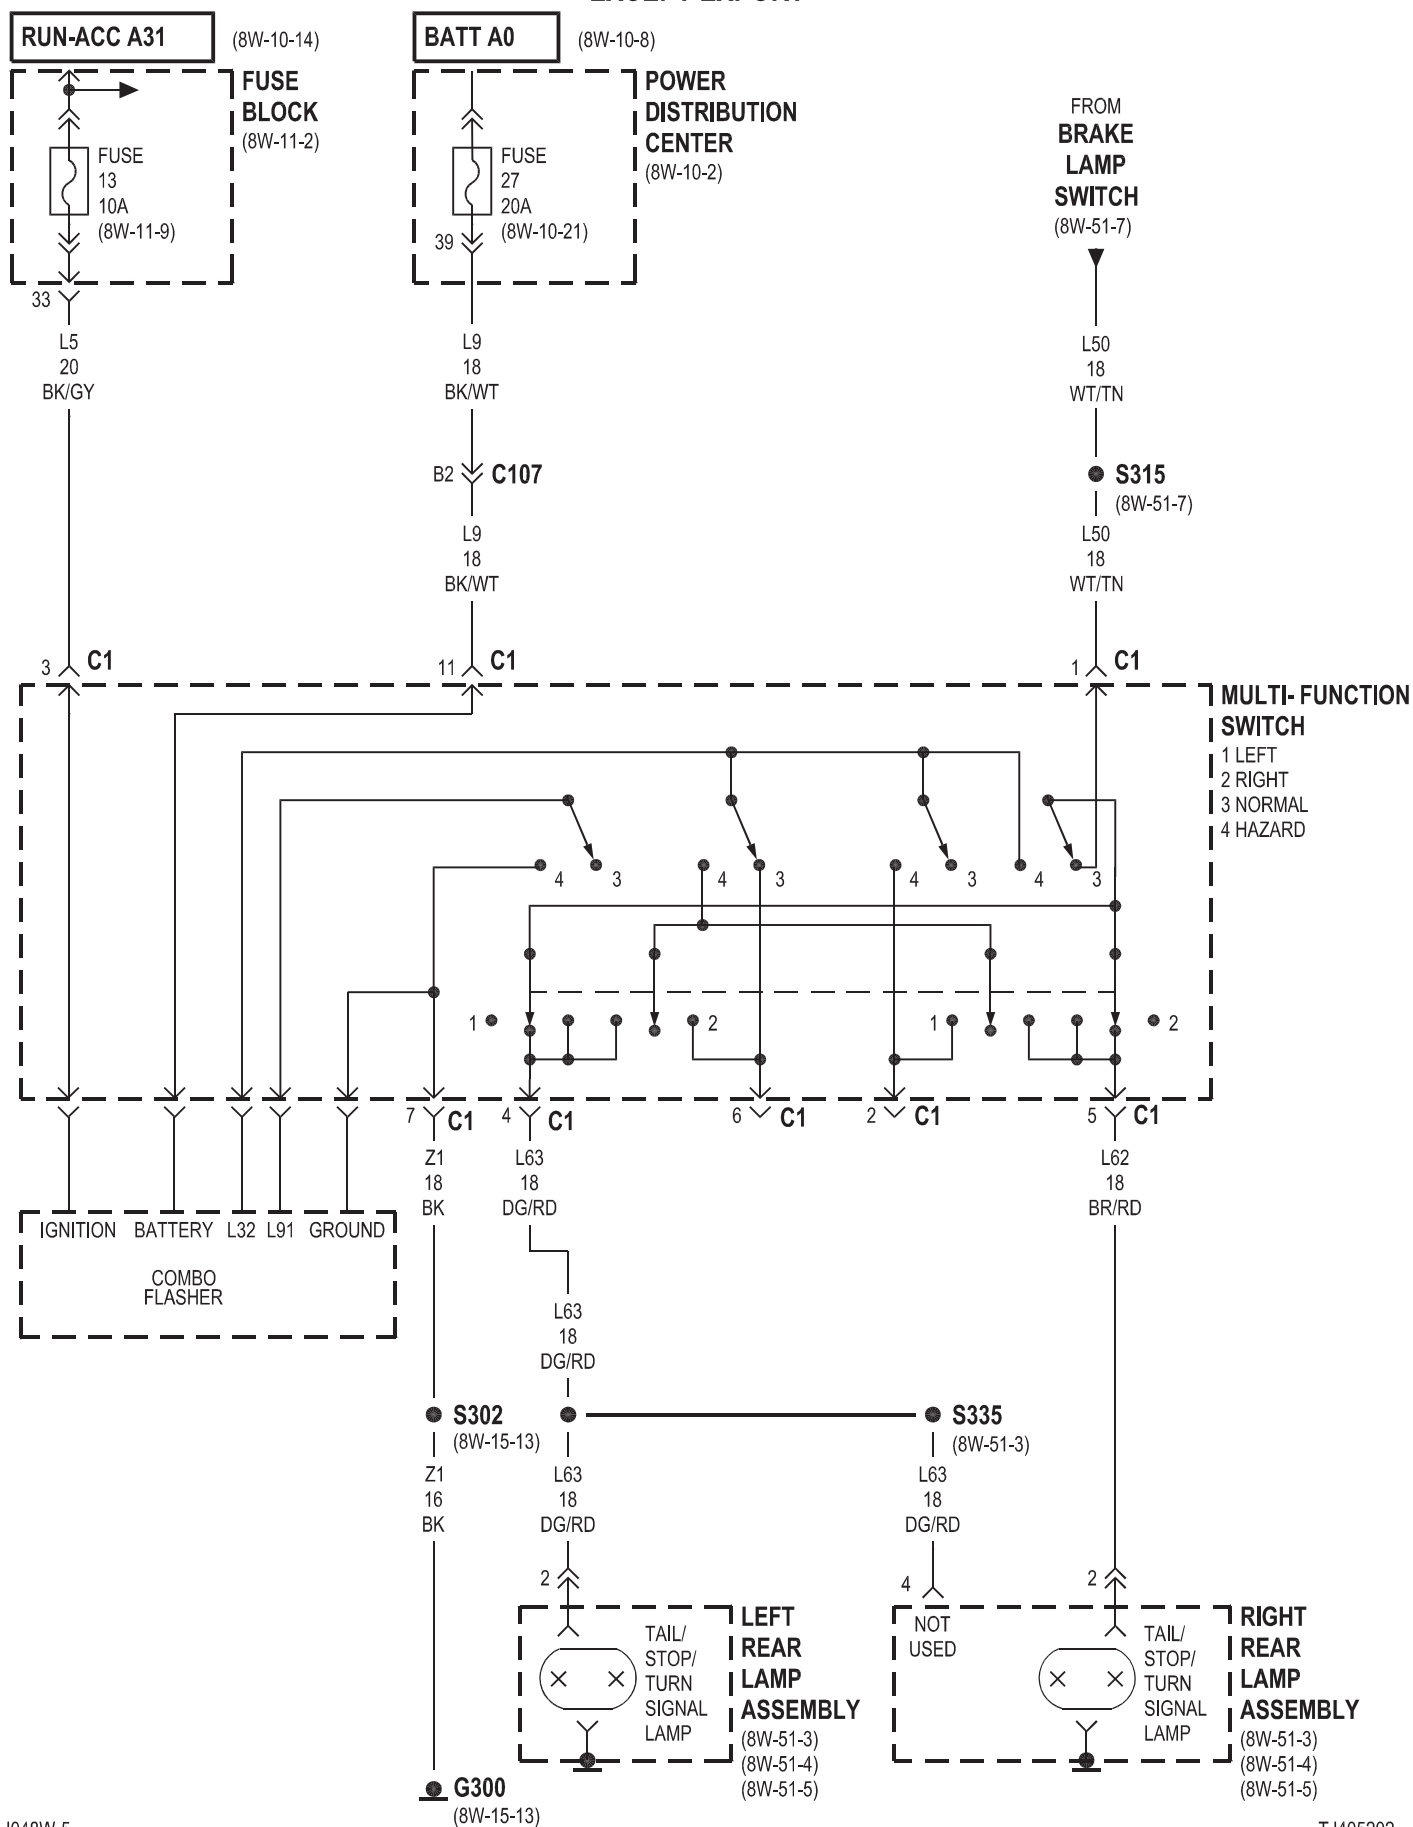 RUN-ACC A31
(8W-10-14)
BATT A0
(8W-10-8)
FUSE
BLOCK
(8W-11-2)
FUSE
13
10A
(8W-11-9)
33
POWER
DISTRIBUTION
CENTER
(8W-10-2)
FUSE
27
20A
(8W-10-21)
39
FROM
BRAKE
LAMP
SWITCH
(8W-51-7)
L5
20
BK/GY
L9
18
BK/WT
L50
18
WT/TN
B2
C107
S315
(8W-51-7)
L9
18
BK/WT
L50
18
WT/TN
3
C1
11
C1
1
C1
MULTI- FUNCTION
SWITCH
1 LEFT
2 RIGHT
3 NORMAL
4 HAZARD
4
3
4
3
4
3
4
3
1
2
1
2
7
C1
4
C1
6
C1
2
C1
5
C1
Z1
18
BK
L63
18
DG/RD
L62
18
BR/RD
IGNITION
BATTERY
L32
L91
GROUND
COMBO
FLASHER
L63
18
DG/RD
S302
(8W-15-13)
S335
(8W-51-3)
Z1
16
BK
L63
18
DG/RD
L63
18
DG/RD
2
4
2
NOT
USED
TAIL/
STOP/
TURN
SIGNAL
LAMP
LEFT
REAR
LAMP
ASSEMBLY
(8W-51-3)
(8W-51-4)
(8W-51-5)
TAIL/
STOP/
TURN
SIGNAL
LAMP
RIGHT
REAR
LAMP
ASSEMBLY
(8W-51-3)
(8W-51-4)
(8W-51-5)
G300
(8W-15-13)